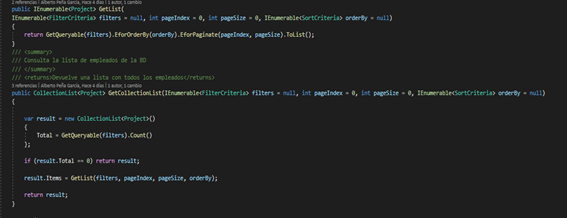 2 referencias | Alberto Peña García, Hace 4 días | 1 autor, 1 cambio
public IEnumerable<Project> GetList(
IEnumerable<FilterCriteria> filters = null, int pageIndex = 0, int pageSize = 0, IEnumerable<SortCriteria> orderBy = null)
{
return GetQueryable(filters).EforOrderBy(orderBy).EforPaginate(pageIndex, pageSize).ToList();
}
/// <summary>
/// Consulta la lista de empleados de la BD
/// </summary>
/// <returns>Devuelve una lista con todos los empleados</returns>
3 referencias | Alberto Peña García, Hace 4 días | 1 autor, 1 cambio
public CollectionList<Project> GetCollectionList(IEnumerable<FilterCriteria> filters = null, int pageIndex = 0, int pageSize = 0, IEnumerable<SortCriteria> orderBy = null)
{
var result = new CollectionList<Project>()
{
Total = GetQueryable(filters).Count()
};
if (result.Total == 0) return result;
result.Items = GetList(filters, pageIndex, pageSize, orderBy);
return result;
}